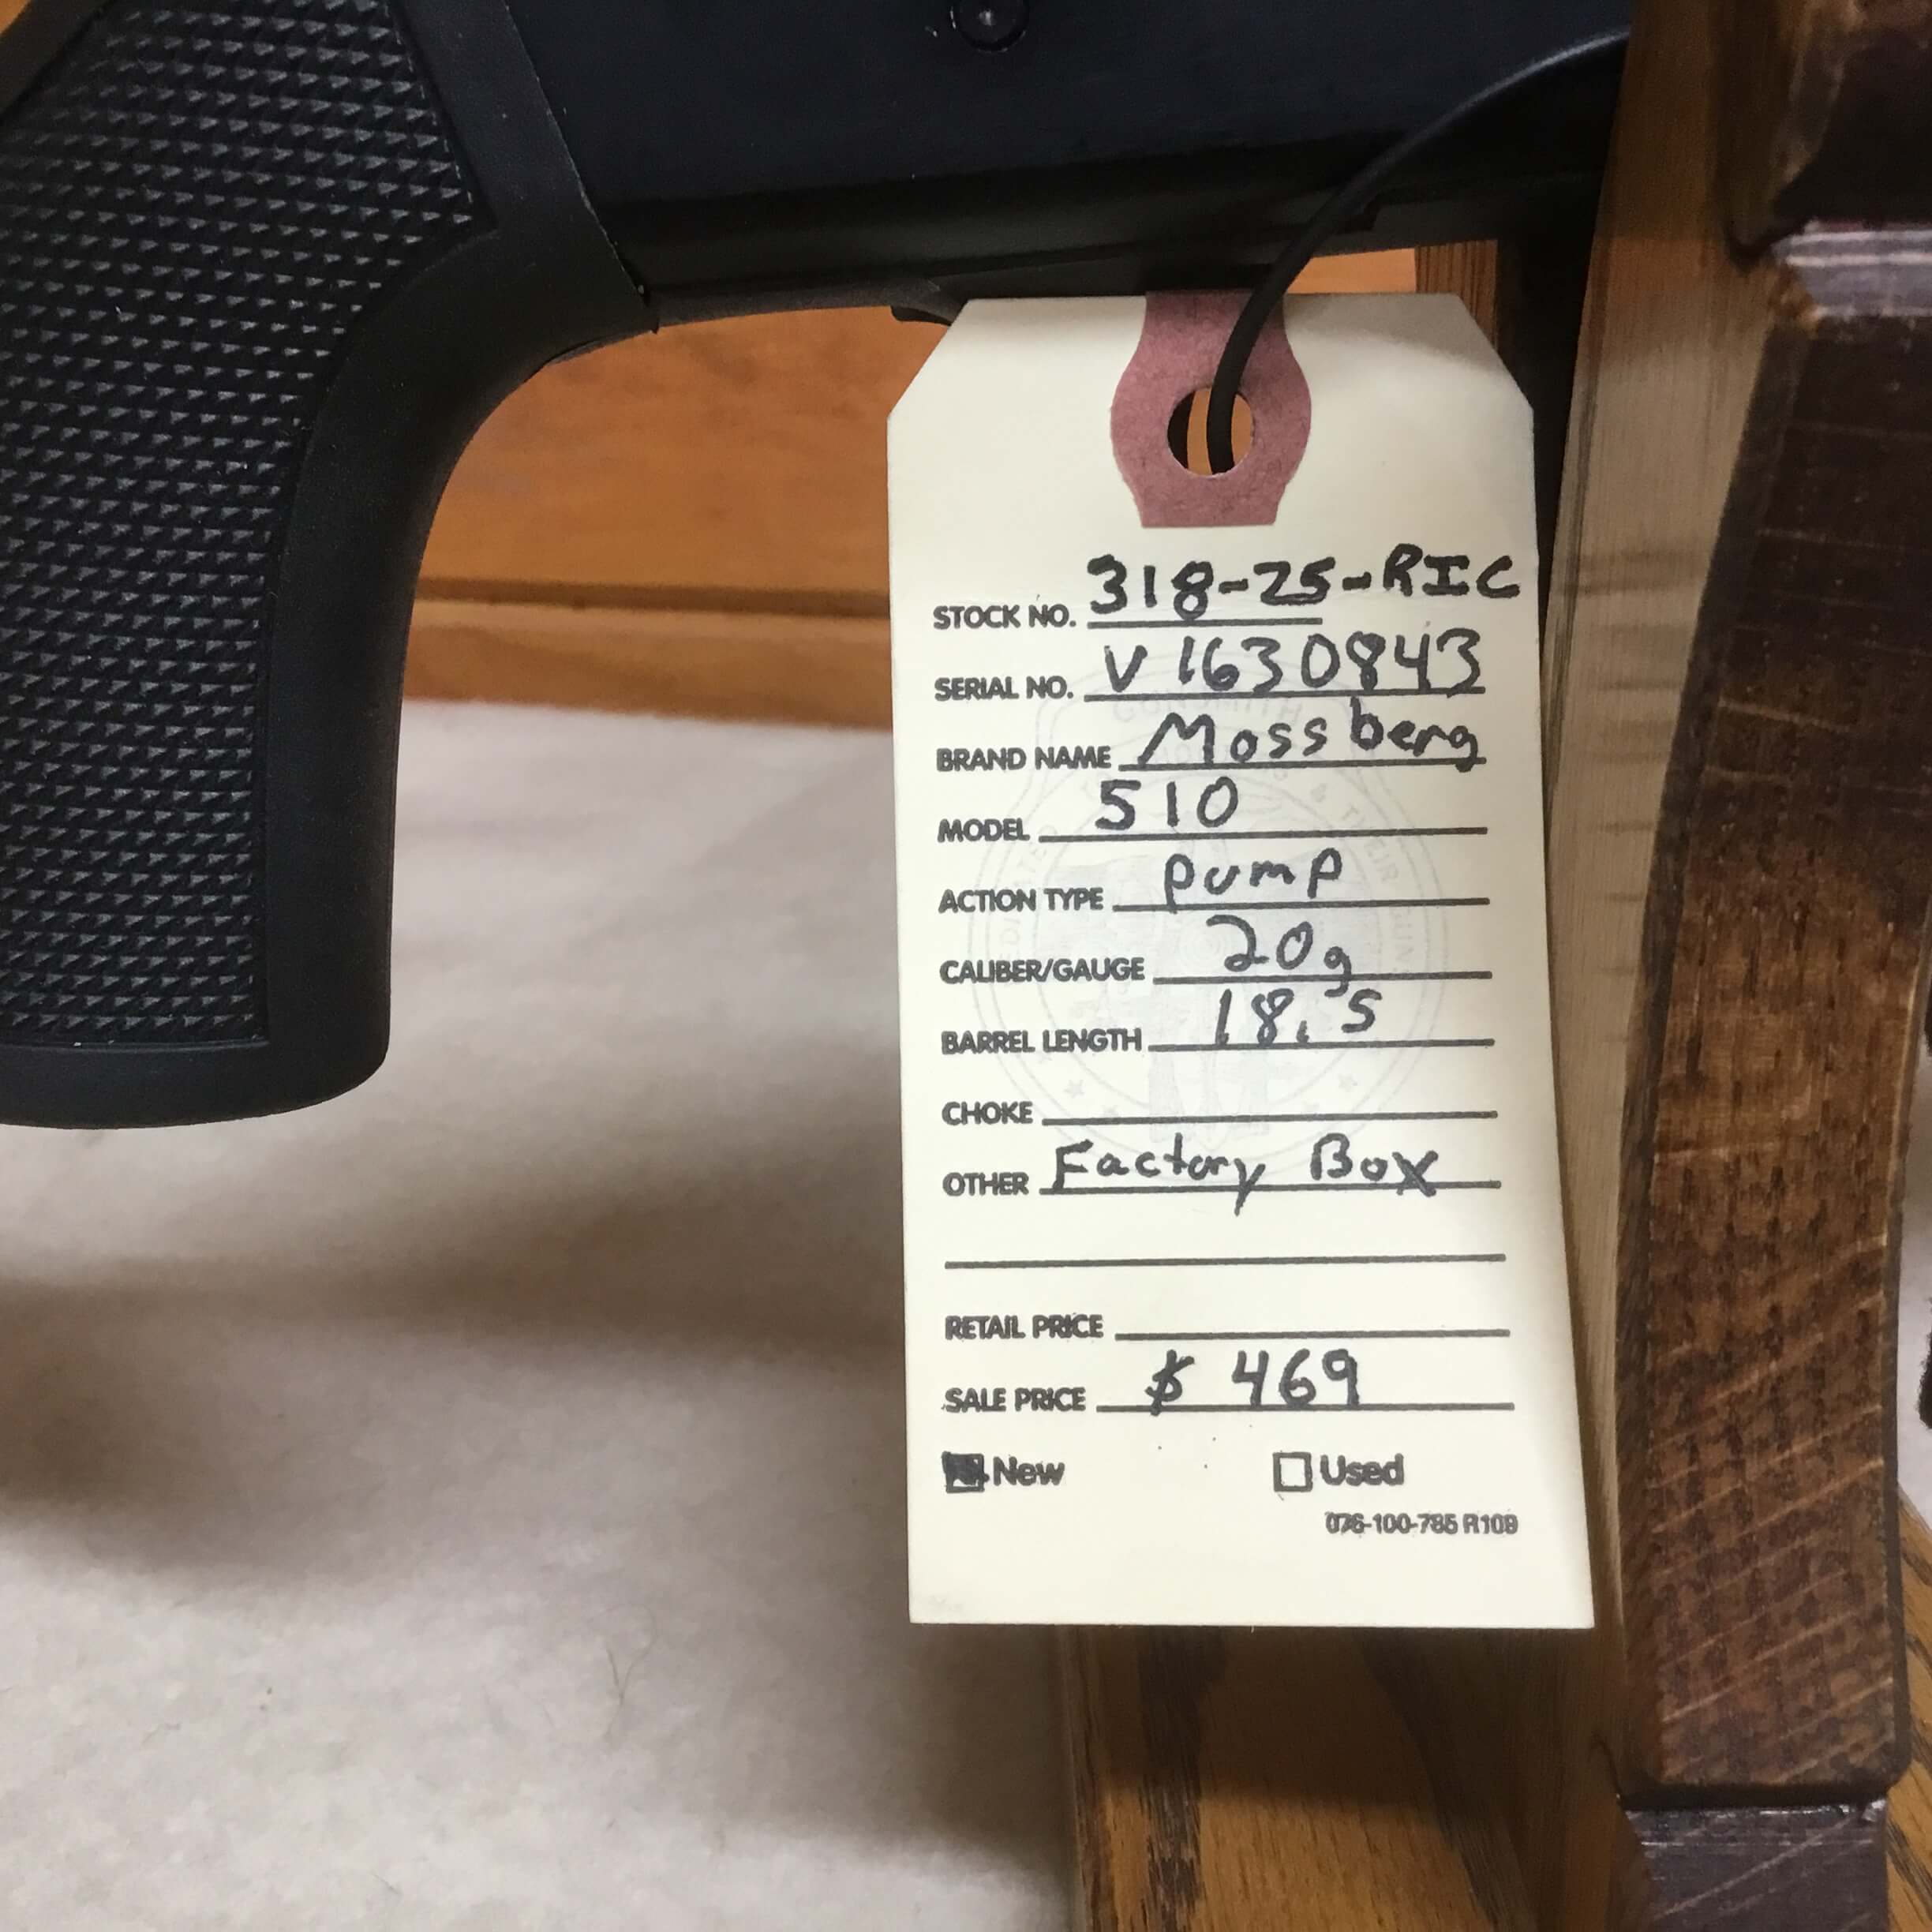 STOCK NO. 318-25-RIC
SERIAL NO. V1630843
BRAND NAME Mossberg
MODEL 510
ACTION TYPE pump
CALIBER/GAUGE 20g
BARREL LENGTH 18.5
CHOKE
OTHER Factory Box
RETAIL PRICE
SALE PRICE $ 469
New Used
076-100-785 R109